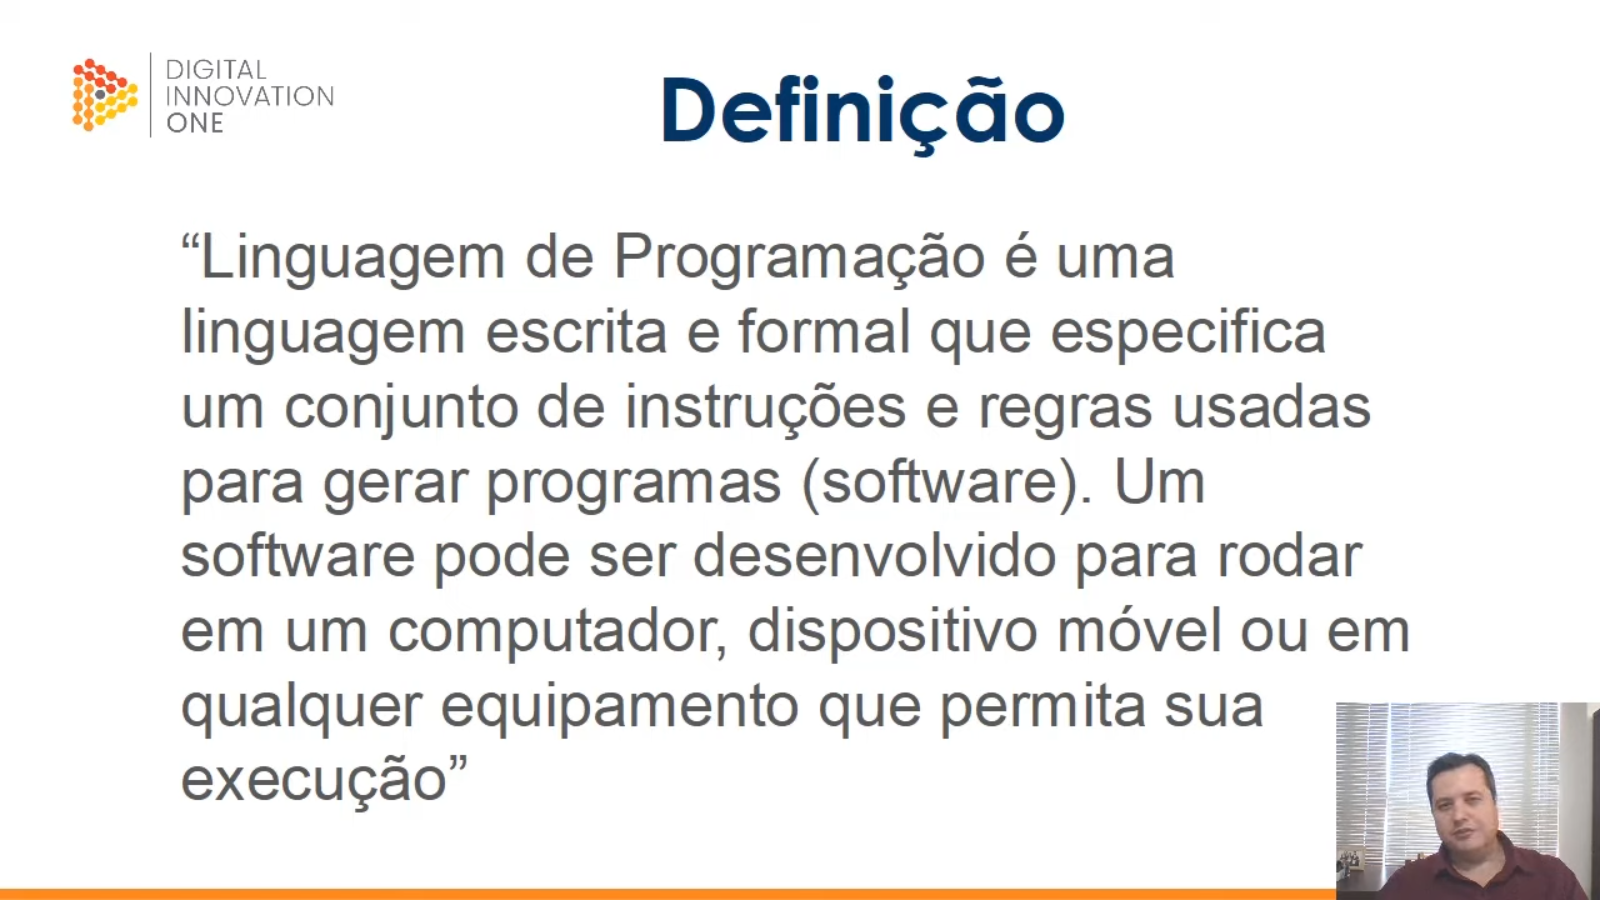 DIGITAL
INNOVATION
ONE
Definição
“Linguagem de Programação é uma
linguagem escrita e formal que especifica
um conjunto de instruções e regras usadas
para gerar programas (software). Um
software pode ser desenvolvido para rodar
em um computador, dispositivo móvel ou em
qualquer equipamento que permita sua
execução”